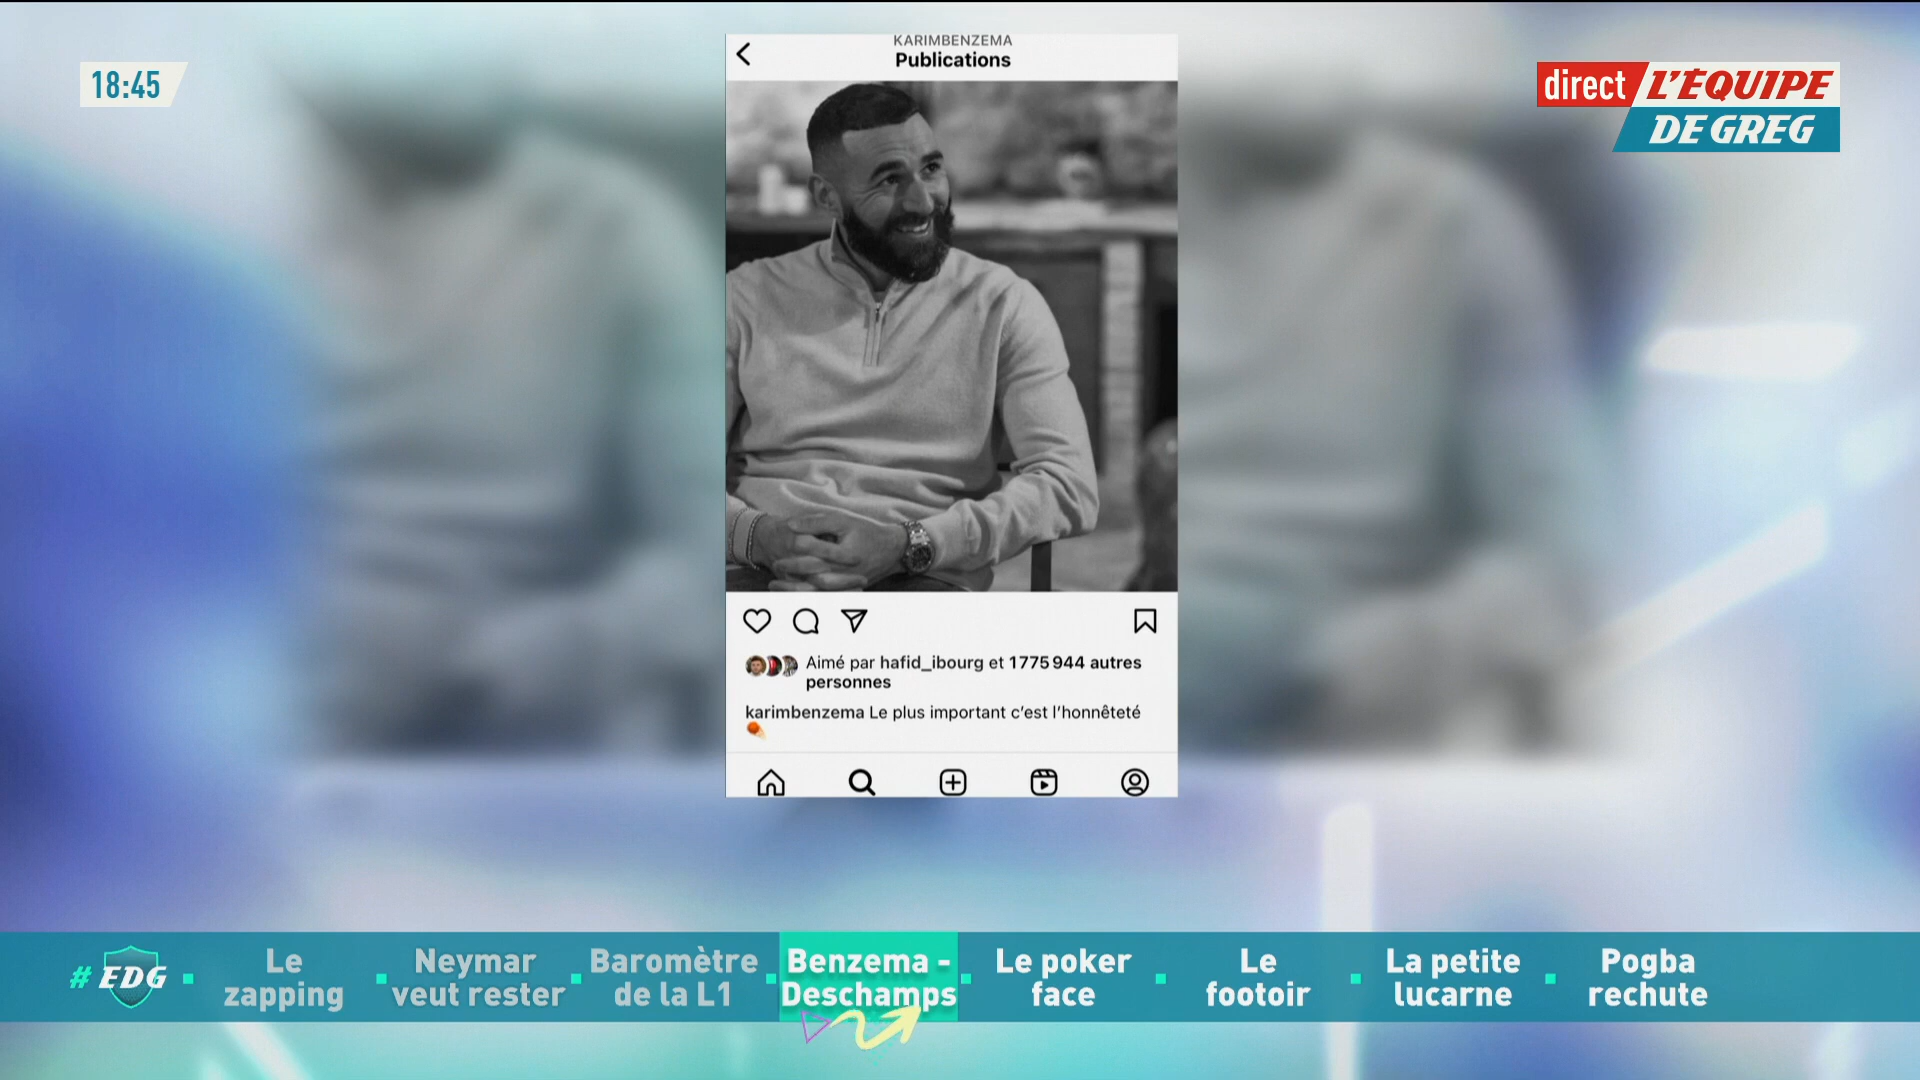 18:45
KARIMBENZEMA
Publications
direct L'ÉQUIPE
DE GREG
Aimé par hafid_ibourg et 1 775 944 autres
personnes
karimbenzema Le plus important c'est l'honnêteté
#EDG
Le
zapping
Neymar
veut rester
Baromètre
de la L1
Benzema -
Deschamps
Le poker
face
Le
footoir
La petite
lucarne
Pogba
rechute